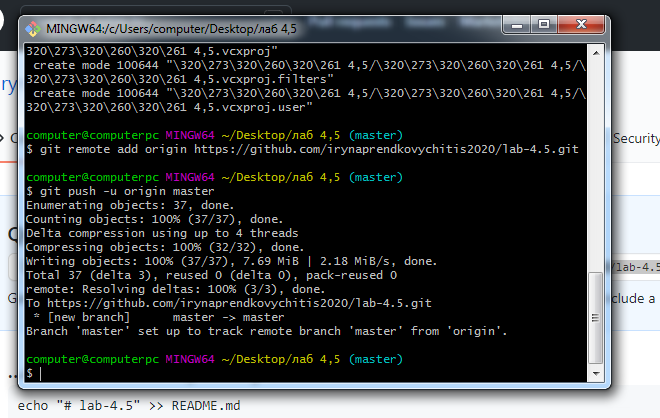 Pull requests Issues
MINGW64:/c/Users/computer/Desktop/лаб 4,5
320\273\320\260\320\261 4,5.vcxproj"
create mode 100644 "\320\273\320\260\320\261 4,5/\320\273\320\260\320\261 4,5/\
320\273\320\260\320\261 4,5.vcxproj.filters"
create mode 100644 "\320\273\320\260\320\261 4,5/\320\273\320\260\320\261 4,5/\
320\273\320\260\320\261 4,5.vcxproj.user"
computer@computerpc MINGW64 ~/Desktop/лаб 4,5 (master)
$ git remote add origin https://github.com/irynaprendkovychitis2020/lab-4.5.git
computer@computerpc MINGW64 ~/Desktop/лаб 4,5 (master)
$ git push -u origin master
Enumerating objects: 37, done.
Counting objects: 100% (37/37), done.
Delta compression using up to 4 threads
Compressing objects: 100% (32/32), done.
Writing objects: 100% (37/37), 7.69 MiB | 2.18 MiB/s, done.
Total 37 (delta 3), reused 0 (delta 0), pack-reused 0
remote: Resolving deltas: 100% (3/3), done.
To https://github.com/irynaprendkovychitis2020/lab-4.5.git
* [new branch] master -> master
Branch 'master' set up to track remote branch 'master' from 'origin'.
computer@computerpc MINGW64 ~/Desktop/лаб 4,5 (master)
$
ry
Security
/lab-4.5
clude a
echo "# lab-4.5" >> README.md